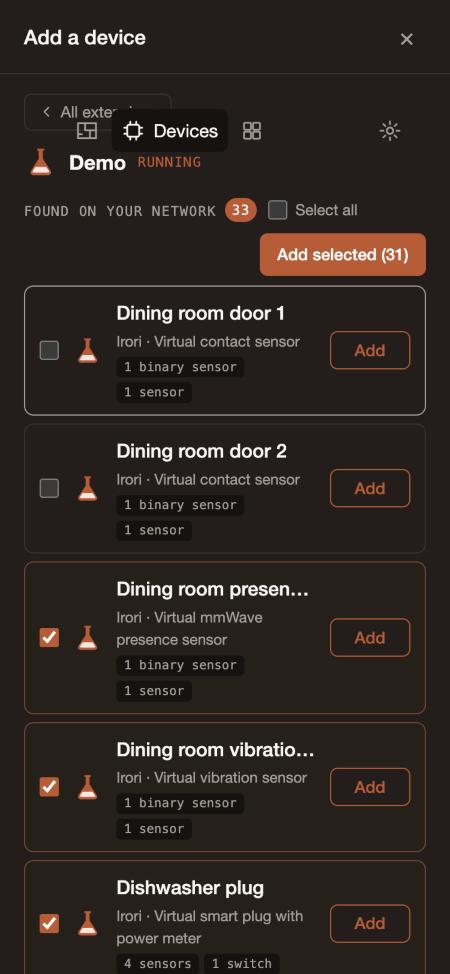 Add a device
All exten
Devices
Demo RUNNING
FOUND ON YOUR NETWORK 33 Select all
Add selected (31)
Dining room door 1
Irori · Virtual contact sensor
1 binary sensor
1 sensor
Add
Dining room door 2
Irori · Virtual contact sensor
1 binary sensor
1 sensor
Add
Dining room presen…
Irori · Virtual mmWave
presence sensor
1 binary sensor
1 sensor
Add
Dining room vibratio…
Irori · Virtual vibration sensor
1 binary sensor
1 sensor
Add
Dishwasher plug
Irori · Virtual smart plug with
power meter
4 sensors 1 switch
Add